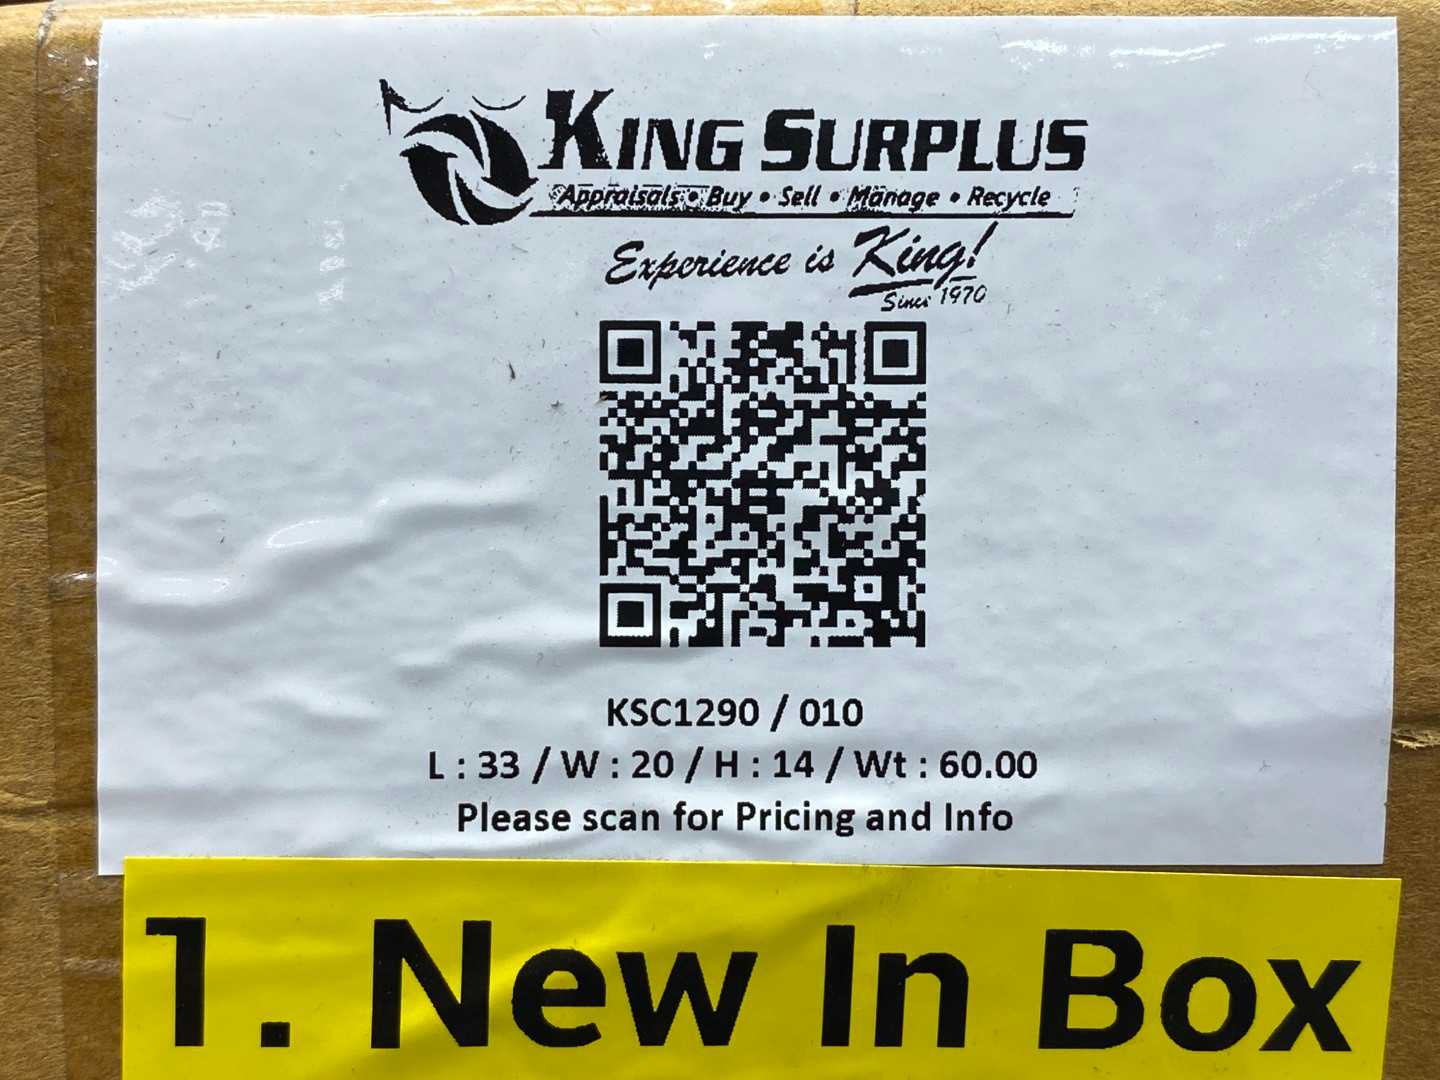 KING SURPLUS
Appraisals • Buy • Sell • Manage • Recycle
Experience is King!
Since 1970
KSC1290 / 010
L : 33 / W : 20 / H : 14 / Wt : 60.00
Please scan for Pricing and Info
1. New In Box